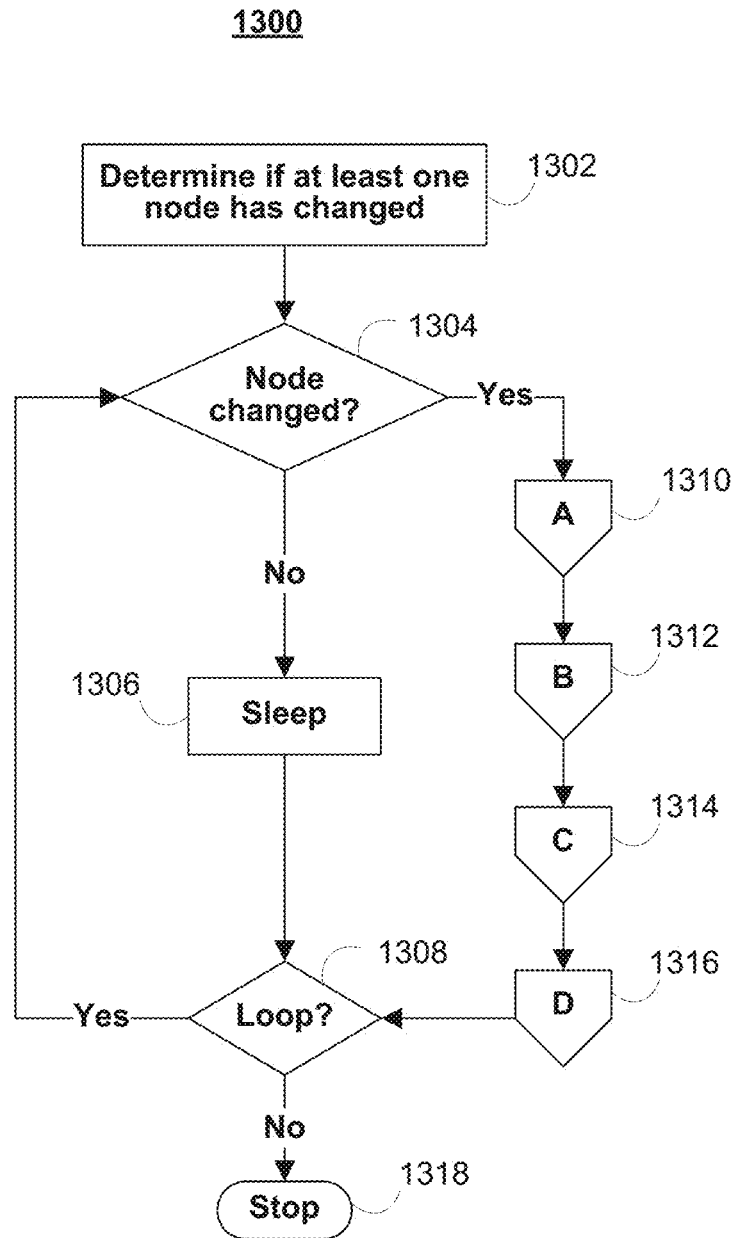 1300
Determine if at least one
node has changed
1302
1304
Node
changed?
Yes
1310
A
No
1312
B
1306
Sleep
1314
C
1308
1316
Yes
Loop?
D
No
1318
Stop